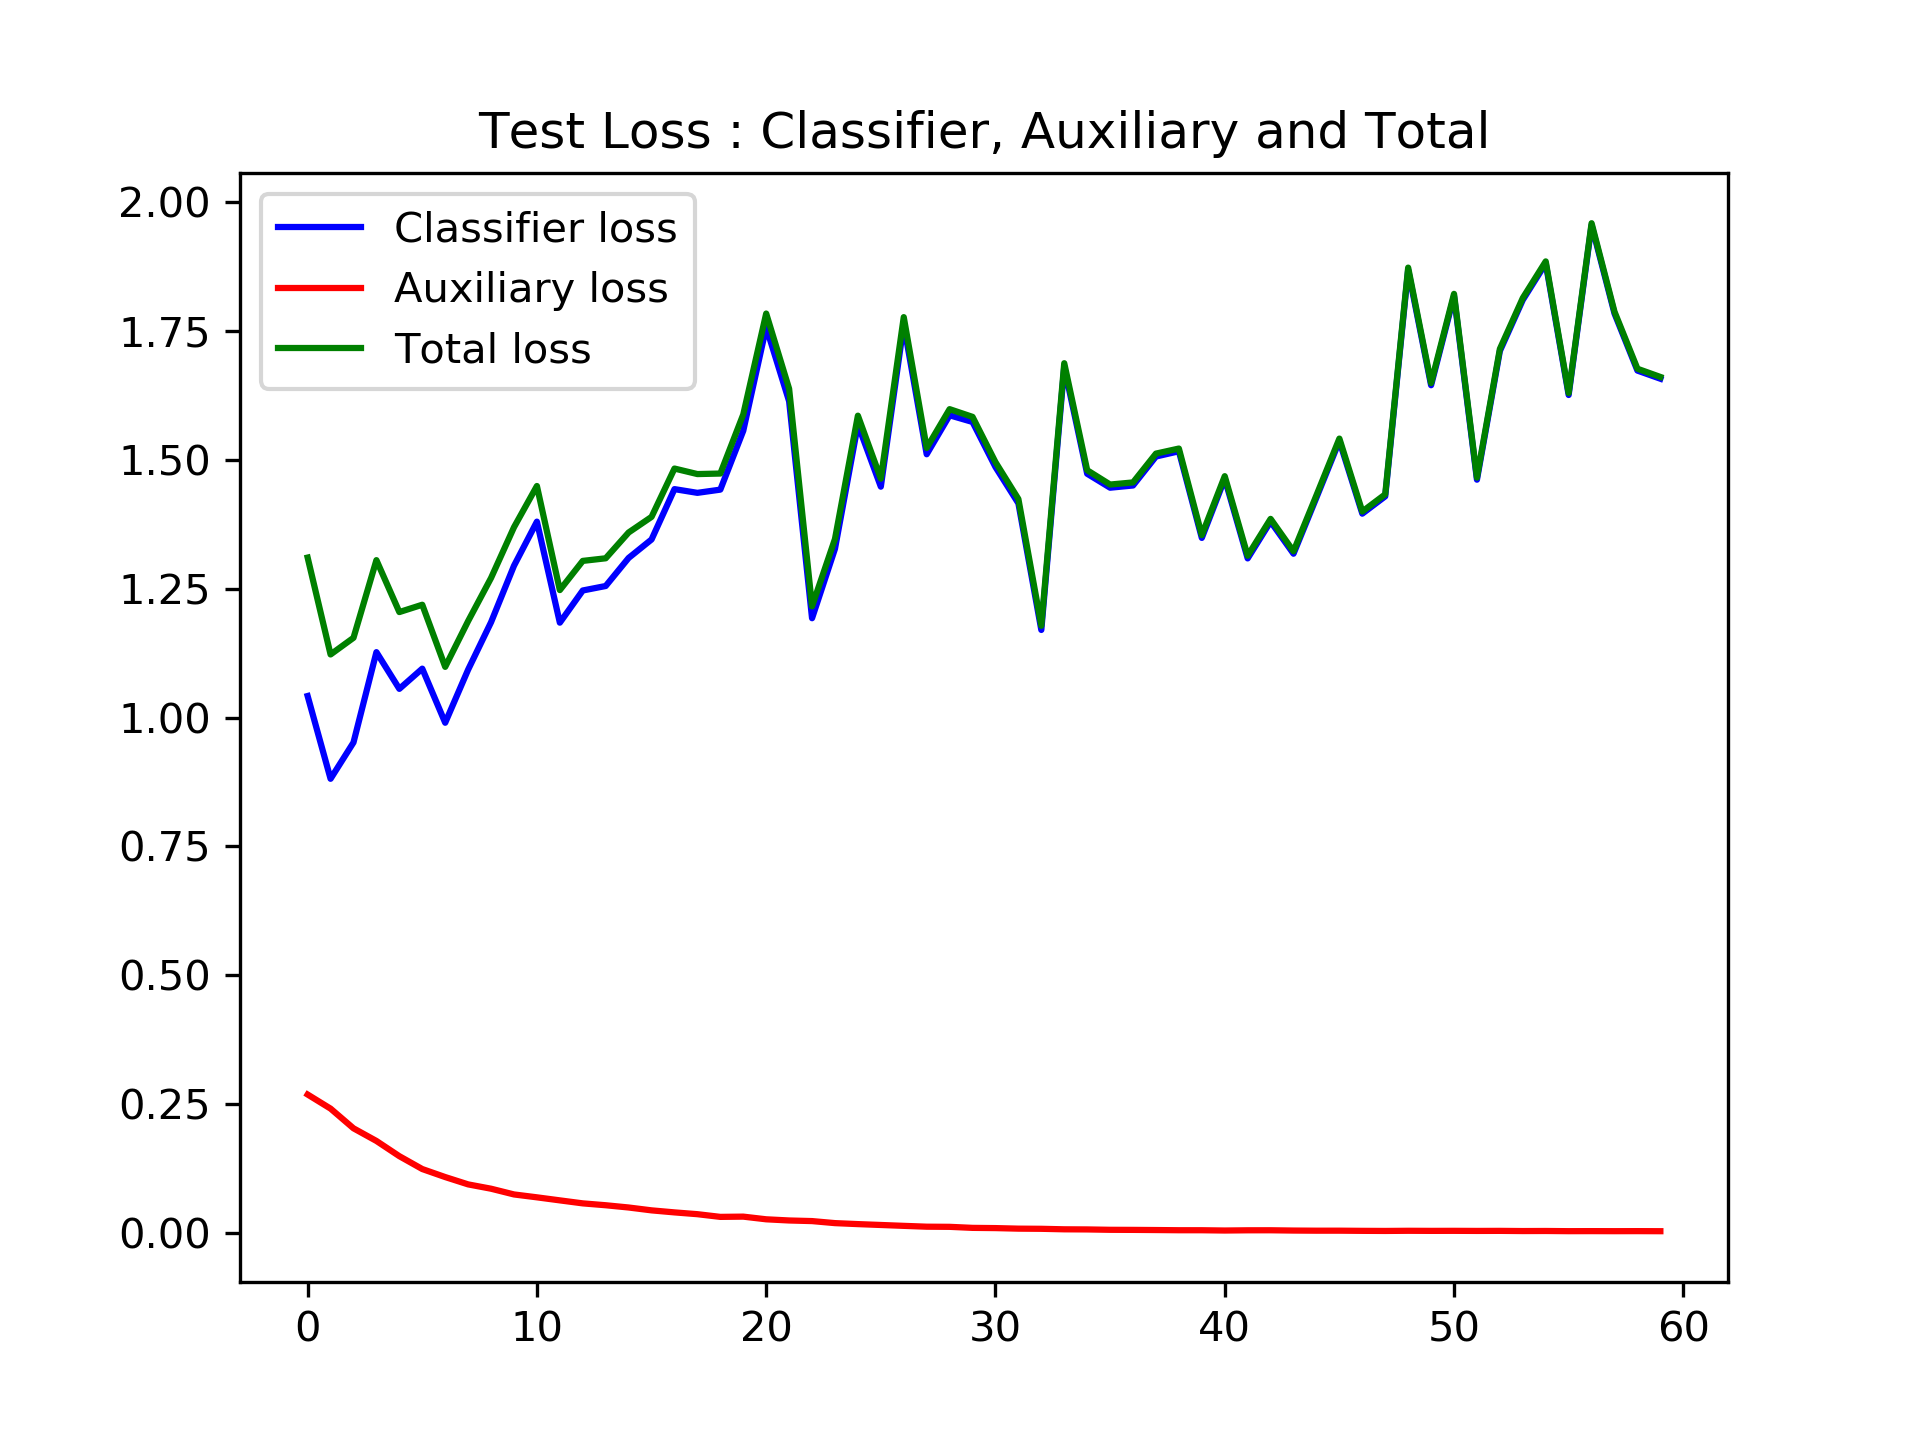 Test Loss : Classifier, Auxiliary and Total
2.00
1.75
1.50
1.25
1.00
0.75
0.50
0.25
0.00
Classifier loss
Auxiliary loss
Total loss
0 10 20 30 40 50 60